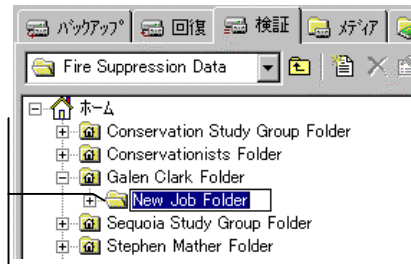 バックアップ 回復 検証 メディア
Fire Suppression Data
ホーム
Conservation Study Group Folder
Conservationists Folder
Galen Clark Folder
New Job Folder
Sequoia Study Group Folder
Stephen Mather Folder